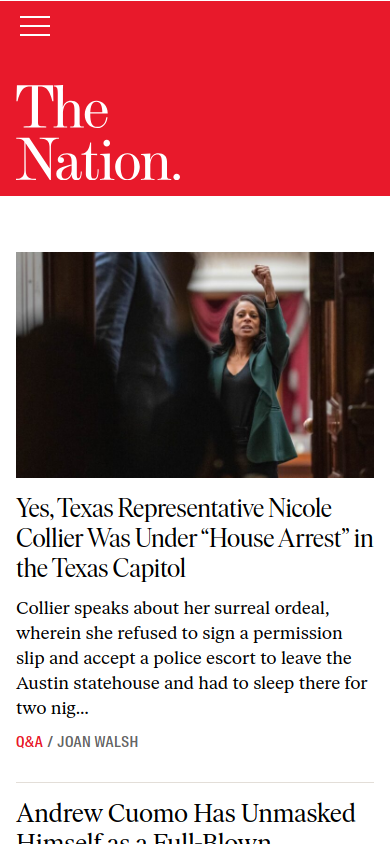 The
Nation.
Yes, Texas Representative Nicole
Collier Was Under “House Arrest” in
the Texas Capitol
Collier speaks about her surreal ordeal,
wherein she refused to sign a permission
slip and accept a police escort to leave the
Austin statehouse and had to sleep there for
two nig...
Q&A / JOAN WALSH
Andrew Cuomo Has Unmasked
Himself as a Full-Blown